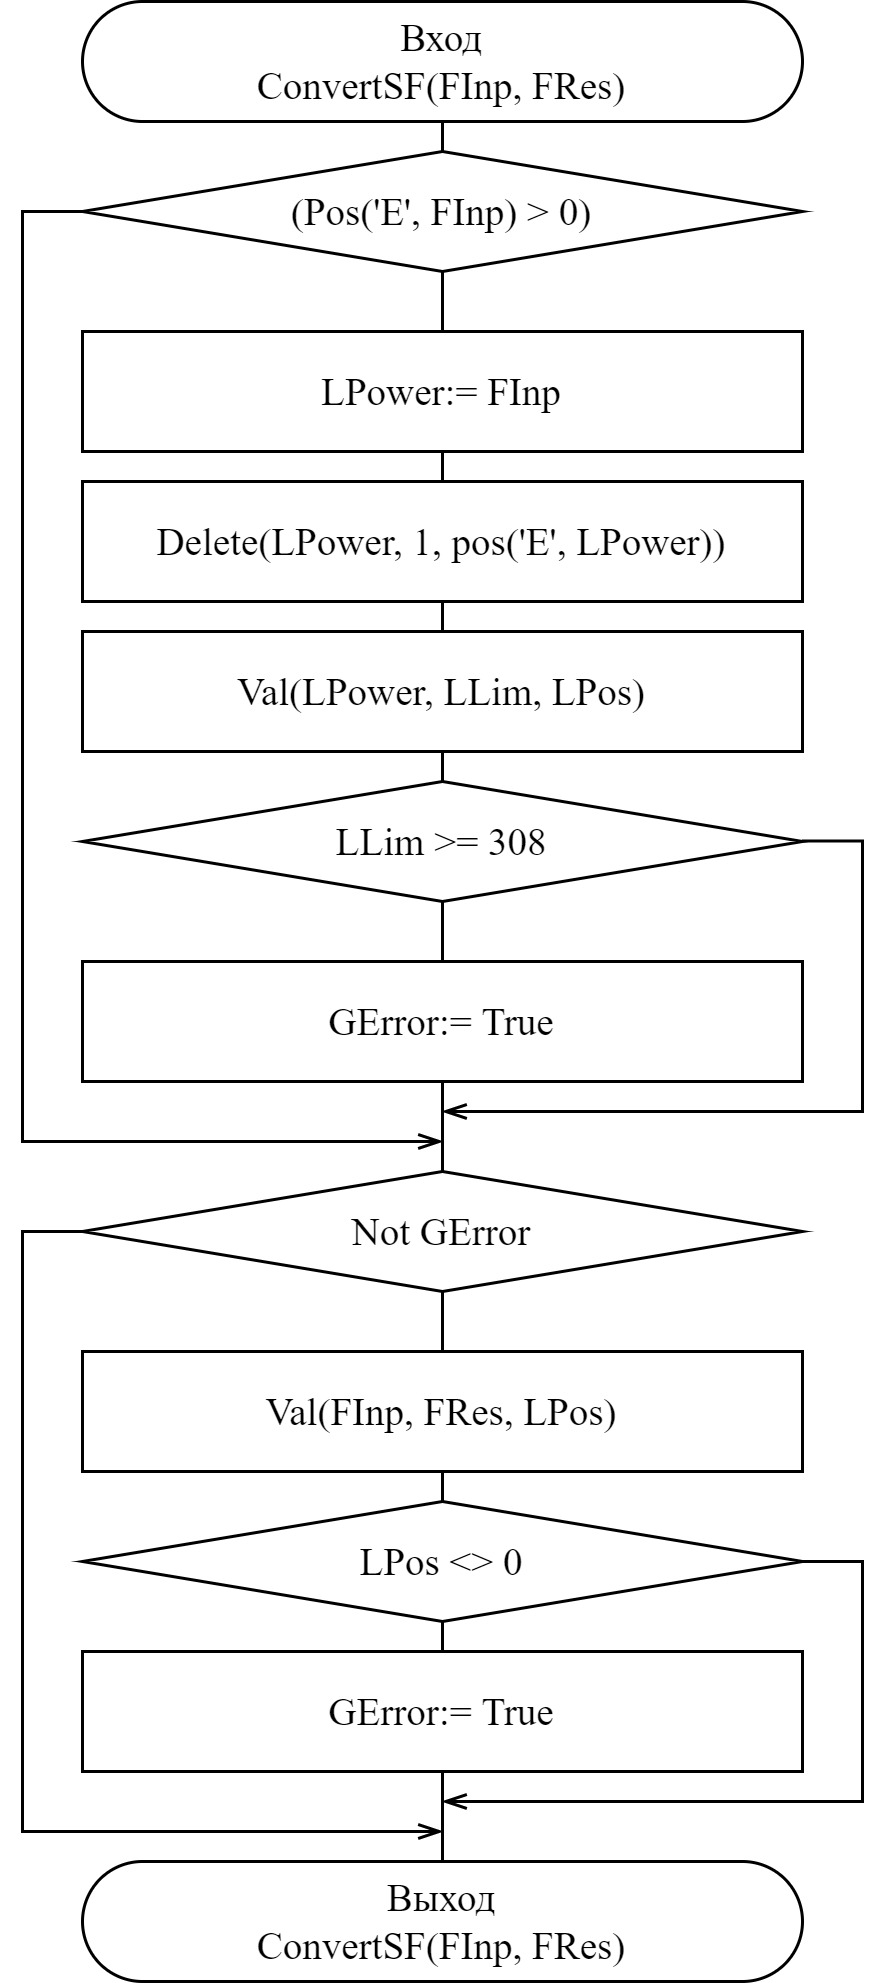 Вход
ConvertSF(FInp, FRes)
(Pos('E', FInp) > 0)
LPower:= FInp
Delete(LPower, 1, pos('E', LPower))
Val(LPower, LLim, LPos)
LLim >= 308
GError:= True
Not GError
Val(FInp, FRes, LPos)
LPos <> 0
GError:= True
Выход
ConvertSF(FInp, FRes)